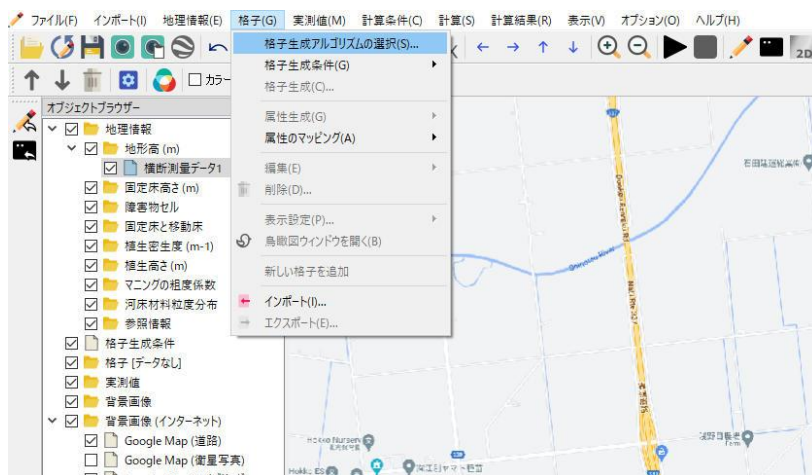 ファイル(F) インポート(I) 地理情報(E) 格子(G) 実測値(M) 計算条件(C) 計算(S) 計算結果(R) 表示(V) オプション(O) ヘルプ(H)
2D
カラー
オブジェクトブラウザー
地理情報
地形高(m)
横断測量データ1
固定床高さ(m)
障害物セル
固定床と移動床
植生密生度(m-1)
植生高さ(m)
マニングの粗度係数
河床材料粒度分布
参照情報
格子生成条件
格子 [データなし]
実測値
背景画像
背景画像 (インターネット)
Google Map (道路)
Google Map (衛星写真)
格子生成アルゴリズムの選択(S)...
格子生成条件(G)
格子生成(C)...
属性生成(G)
属性のマッピング(A)
編集(E)
削除(D)...
表示設定(P)...
鳥瞰図ウィンドウを開く(B)
新しい格子を追加
インポート(I)...
エクスポート(E)...
Hokko Nursery
Hokko ES